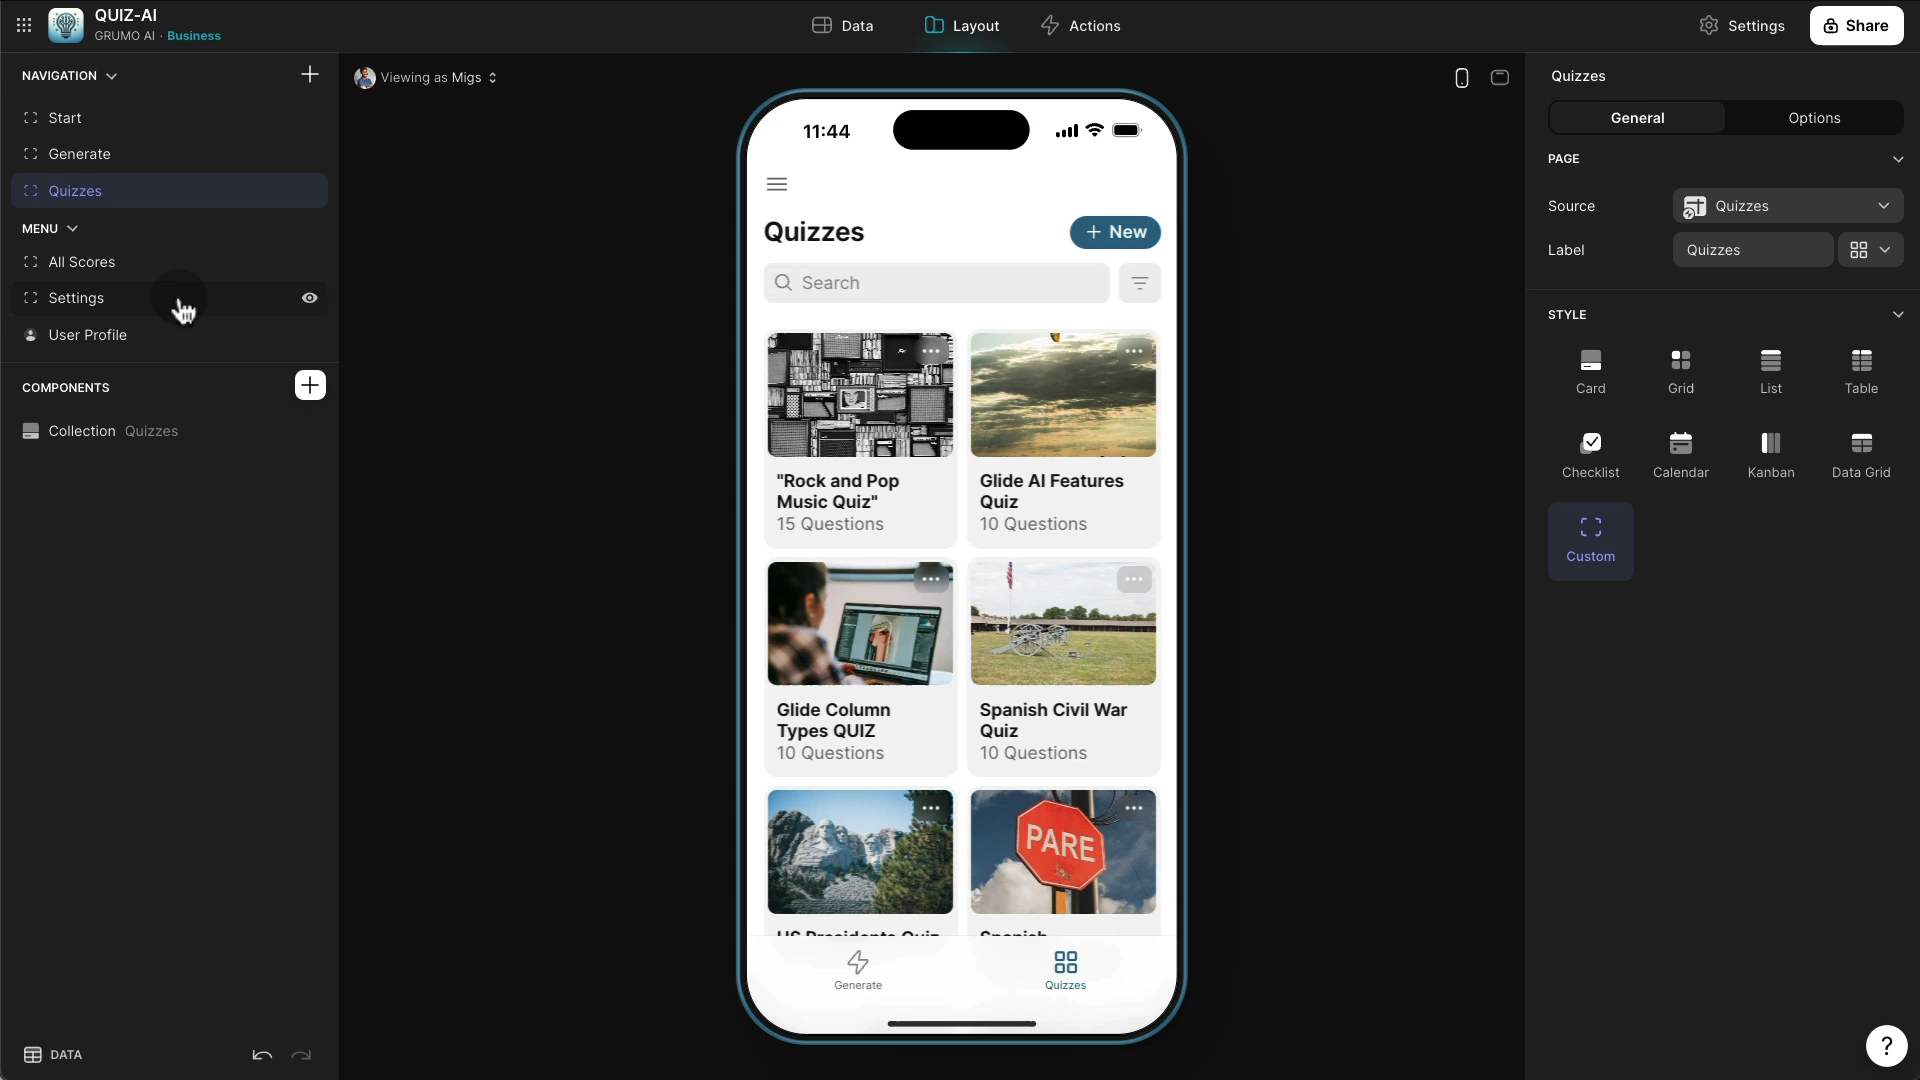 QUIZ-AI
GRUMO AI · Business
Data
Layout
Actions
Settings
Share
NAVIGATION
Start
Generate
Quizzes
MENU
All Scores
Settings
User Profile
COMPONENTS
Collection Quizzes
DATA
Viewing as Migs
11:44
Quizzes
+ New
Search
"Rock and Pop
Music Quiz"
15 Questions
Glide AI Features
Quiz
10 Questions
Glide Column
Types QUIZ
10 Questions
Spanish Civil War
Quiz
10 Questions
PARE
US Presidents Quiz
Spanish
Generate
Quizzes
Quizzes
General
Options
PAGE
Source
Quizzes
Label
Quizzes
STYLE
Card
Grid
List
Table
Checklist
Calendar
Kanban
Data Grid
Custom
?